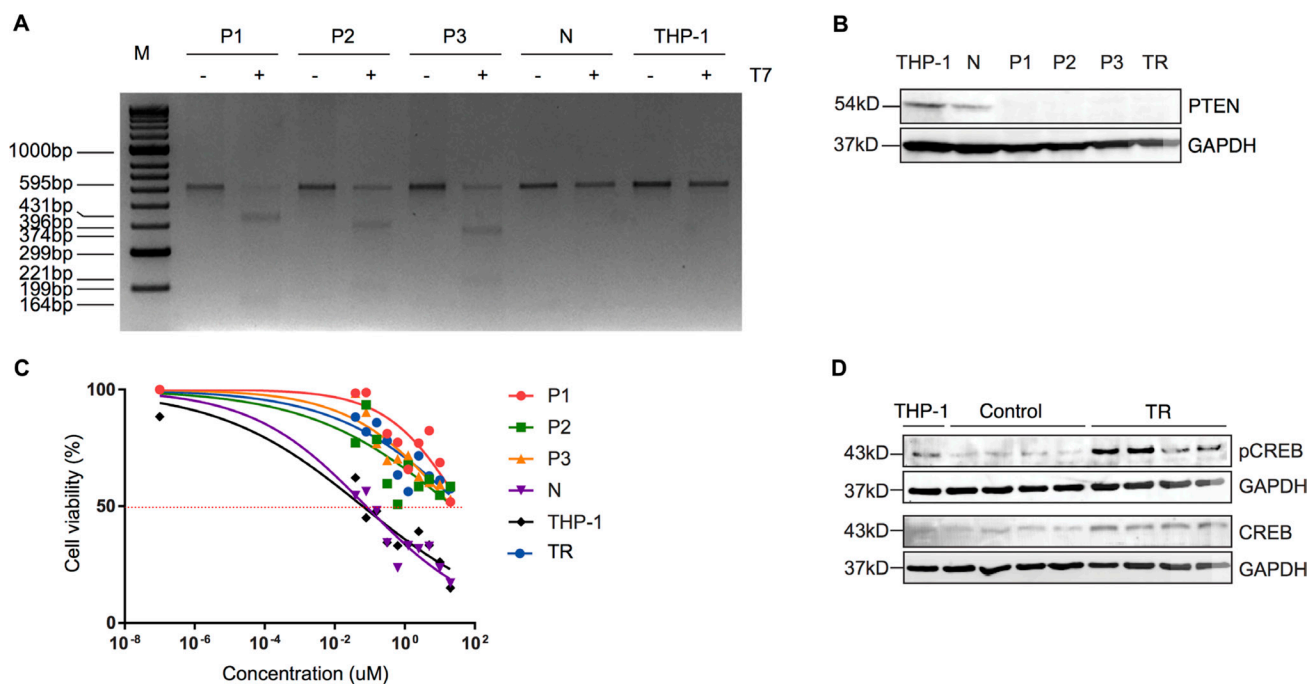 A
P1 P2 P3 N THP-1
M
- + - + - + - + - + T7
1000bp
595bp
431bp
396bp
374bp
299bp
221bp
199bp
164bp
B
THP-1 N P1 P2 P3 TR
54kD PTEN
37kD GAPDH
C
100
50
0
Cell viability (%)
10-8 10-6 10-4 10-2 100 102
Concentration (uM)
P1
P2
P3
N
THP-1
TR
D
THP-1 Control TR
43kD pCREB
37kD GAPDH
43kD CREB
37kD GAPDH